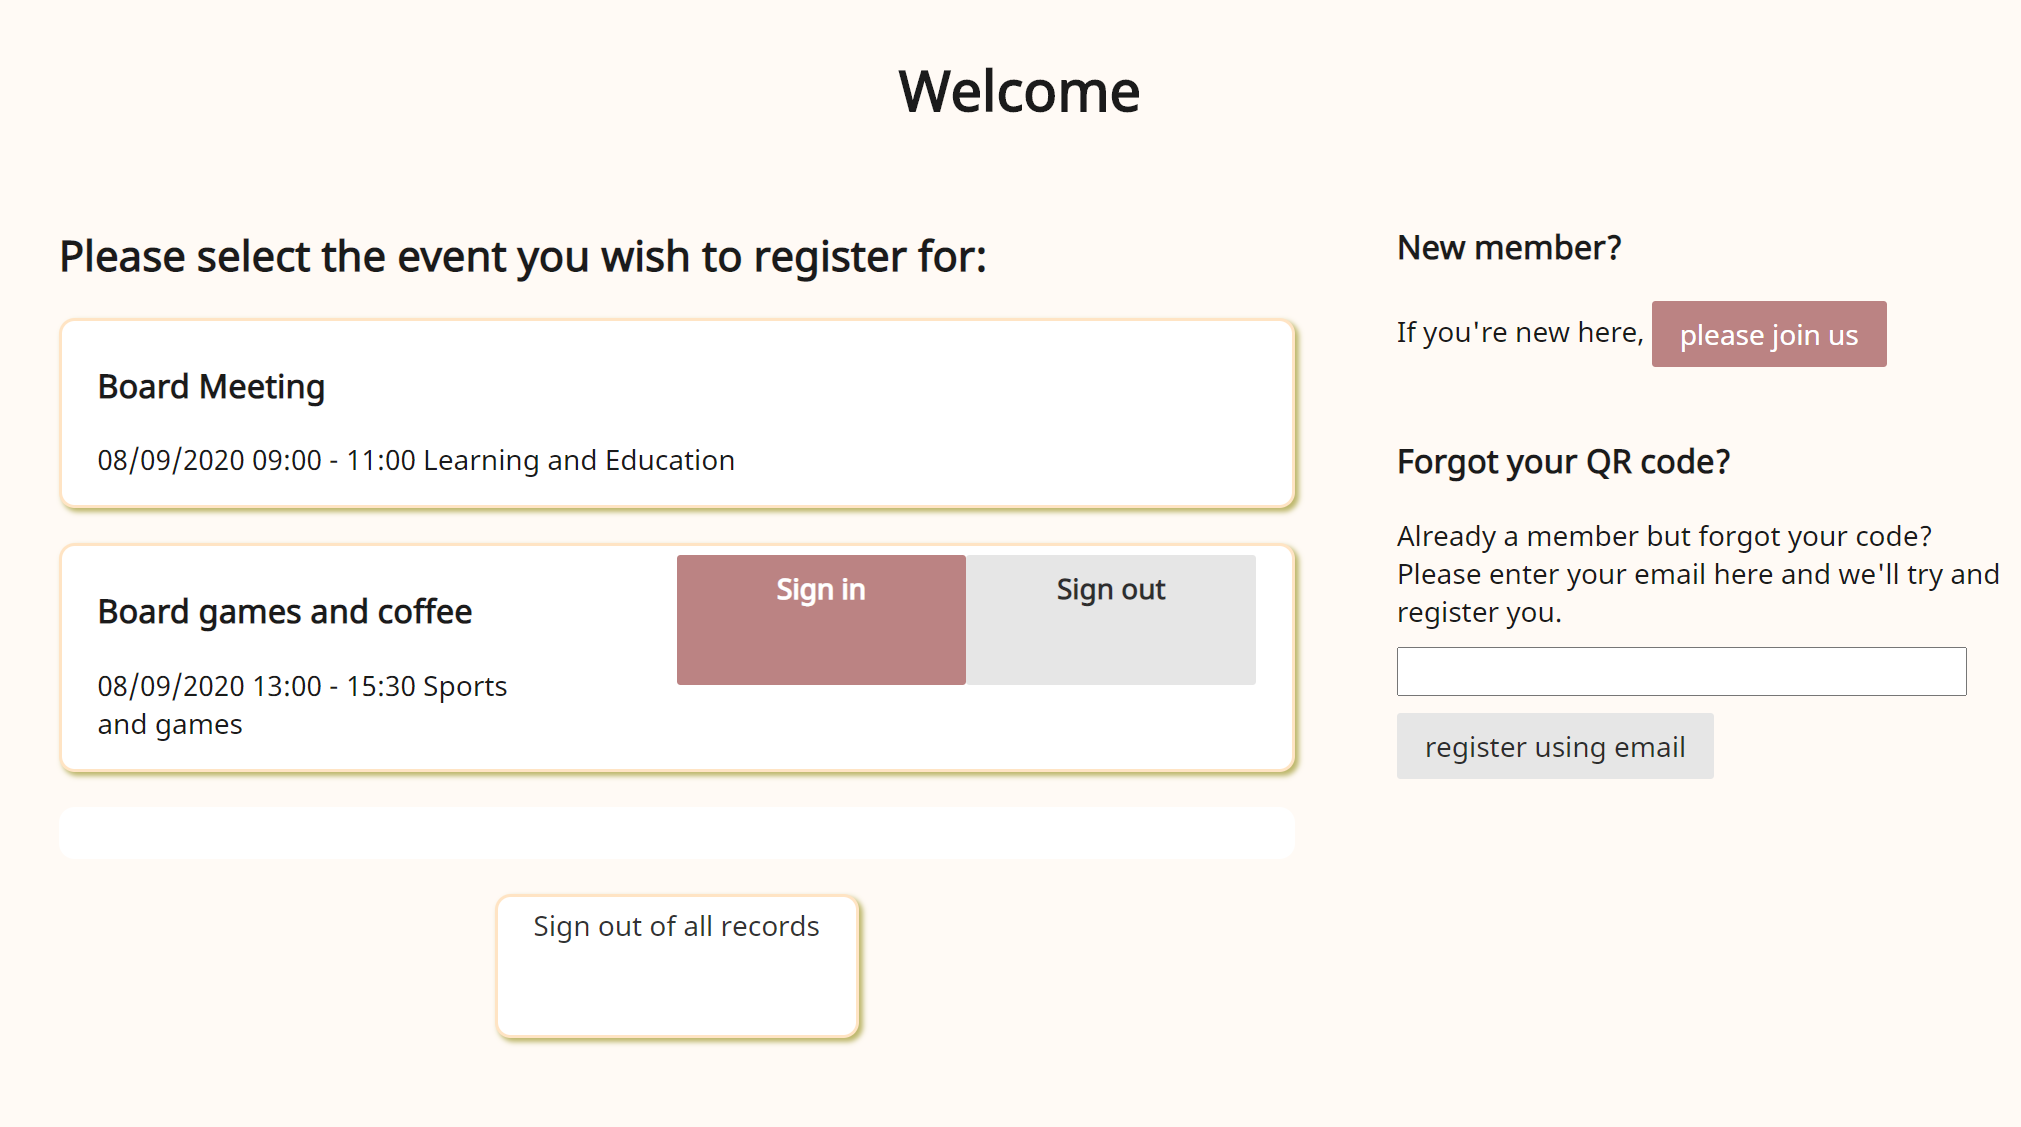 Welcome
Please select the event you wish to register for:
Board Meeting
08/09/2020 09:00 - 11:00 Learning and Education
Board games and coffee
08/09/2020 13:00 - 15:30 Sports
and games
Sign in
Sign out
Sign out of all records
New member?
If you're new here, please join us
Forgot your QR code?
Already a member but forgot your code?
Please enter your email here and we'll try and
register you.
register using email